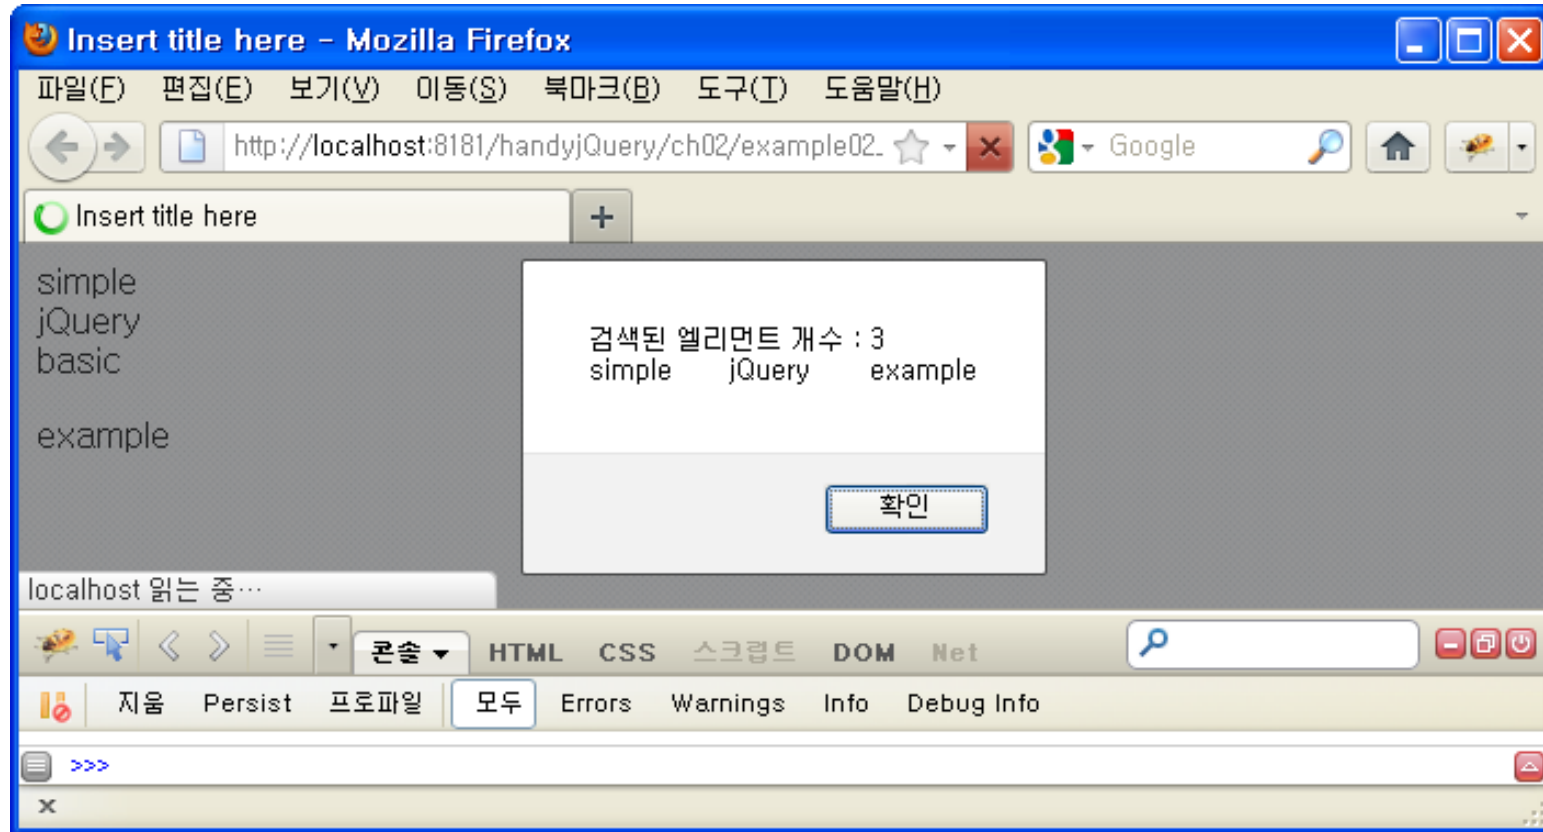 Insert title here - Mozilla Firefox
파일(F) 편집(E) 보기(V) 이동(S) 북마크(B) 도구(T) 도움말(H)
http://localhost:8181/handyjQuery/ch02/example02_ Google
Insert title here
simple
jQuery
basic
example
검색된 엘리먼트 개수 : 3
simple jQuery example
확인
localhost 읽는 중…
콘솔 HTML CSS 스크립트 DOM Net
지움 Persist 프로파일 모두 Errors Warnings Info Debug Info
>>>